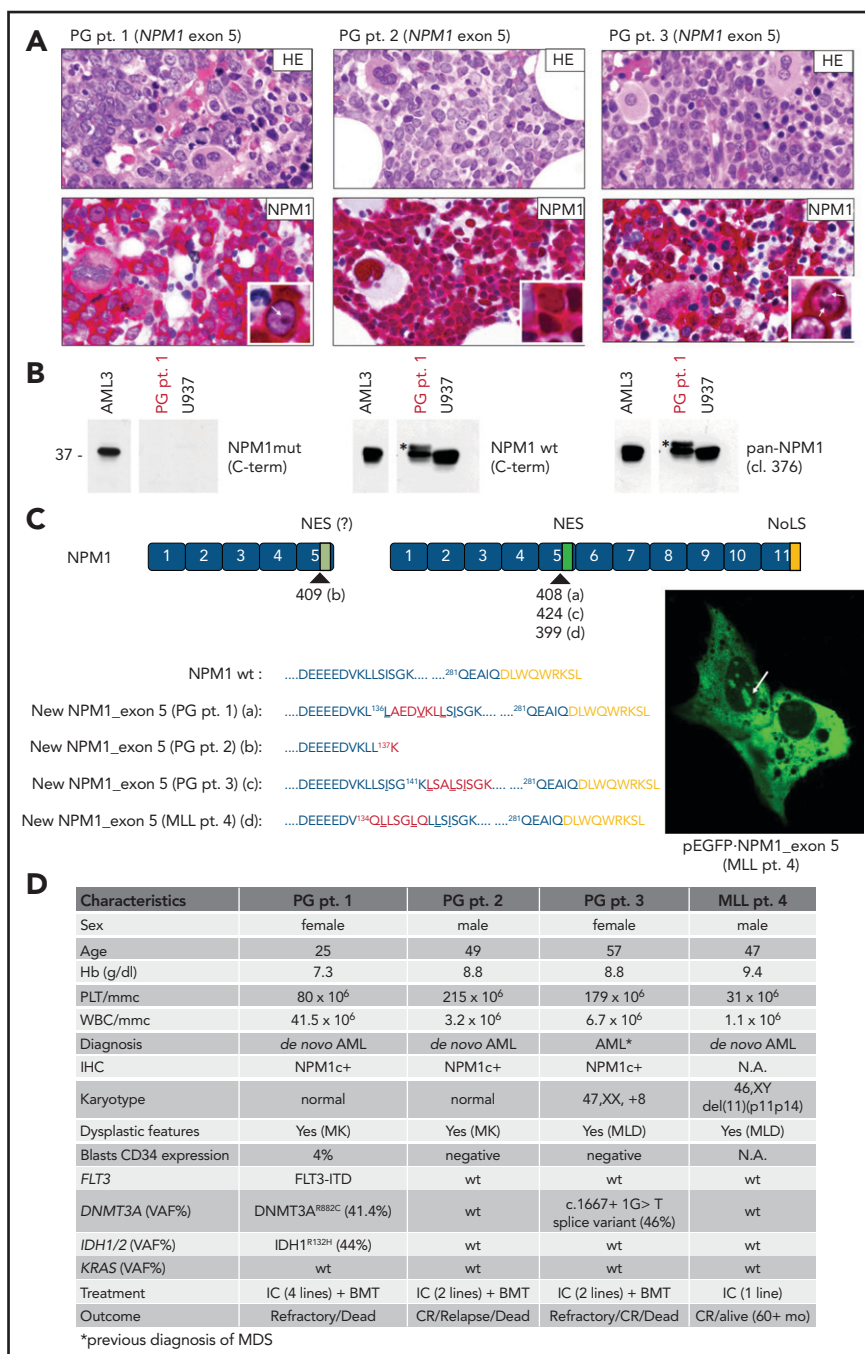 A
PG pt. 1 (NPM1 exon 5)
PG pt. 2 (NPM1 exon 5)
PG pt. 3 (NPM1 exon 5)
HE
HE
HE
NPM1
NPM1
NPM1
B
AML3
PG pt. 1
U937
AML3
PG pt. 1
U937
AML3
PG pt. 1
U937
37 -
NPM1mut
(C-term)
*
NPM1 wt
(C-term)
*
pan-NPM1
(cl. 376)
C
NES (?)
NES
NoLS
NPM1
1 2 3 4 5
1 2 3 4 5 6 7 8 9 10 11
409 (b)
408 (a)
424 (c)
399 (d)
NPM1 wt :
....DEEEEDVKLLSISGK.... ....²⁸¹QEAIQDLWQWRKSL
New NPM1_exon 5 (PG pt. 1) (a):
....DEEEEDVKL¹³⁶LAEDVKLLSISGK.... ....²⁸¹QEAIQDLWQWRKSL
New NPM1_exon 5 (PG pt. 2) (b):
....DEEEEDVKLL¹³⁷K
New NPM1_exon 5 (PG pt. 3) (c):
....DEEEEDVKLLSISG¹⁴¹KLSALSISGK.... ....²⁸¹QEAIQDLWQWRKSL
New NPM1_exon 5 (MLL pt. 4) (d):
....DEEEEDV¹³⁴QLLSGLQLLSISGK.... ....²⁸¹QEAIQDLWQWRKSL
pEGFP·NPM1_exon 5
(MLL pt. 4)
D
Characteristics PG pt. 1 PG pt. 2 PG pt. 3 MLL pt. 4
Sex female male female male
Age 25 49 57 47
Hb (g/dl) 7.3 8.8 8.8 9.4
PLT/mmc 80 x 10⁶ 215 x 10⁶ 179 x 10⁶ 31 x 10⁶
WBC/mmc 41.5 x 10⁶ 3.2 x 10⁶ 6.7 x 10⁶ 1.1 x 10⁶
Diagnosis de novo AML de novo AML AML* de novo AML
IHC NPM1c+ NPM1c+ NPM1c+ N.A.
Karyotype normal normal 47,XX, +8 46,XY
del(11)(p11p14)
Dysplastic features Yes (MK) Yes (MK) Yes (MLD) Yes (MLD)
Blasts CD34 expression 4% negative negative N.A.
FLT3 FLT3-ITD wt wt wt
DNMT3A (VAF%) DNMT3Aᴿ⁸⁸²ᶜ (41.4%) wt c.1667+ 1G> T
splice variant (46%) wt
IDH1/2 (VAF%) IDH1ᴿ¹³²ᴴ (44%) wt wt wt
KRAS (VAF%) wt wt wt wt
Treatment IC (4 lines) + BMT IC (2 lines) + BMT IC (2 lines) + BMT IC (1 line)
Outcome Refractory/Dead CR/Relapse/Dead Refractory/CR/Dead CR/alive (60+ mo)
*previous diagnosis of MDS